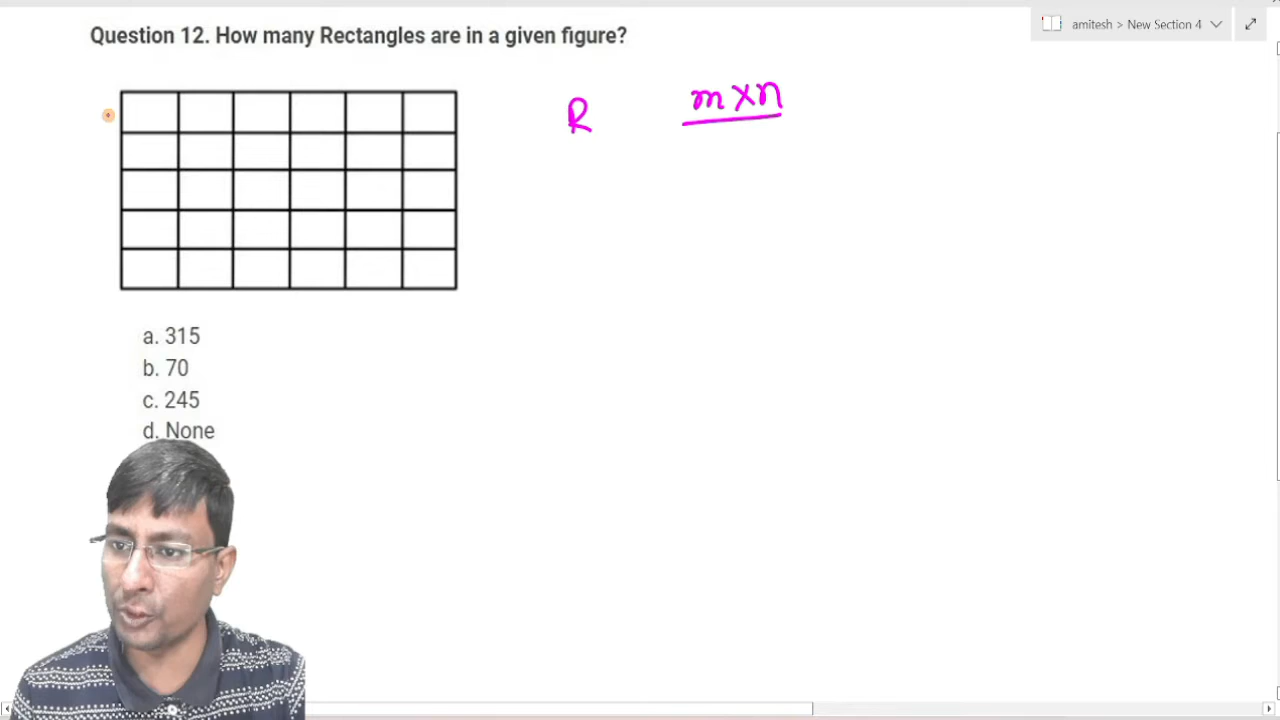 amitesh > New Section 4
Question 12. How many Rectangles are in a given figure?
R m×n
a. 315
b. 70
c. 245
d. None